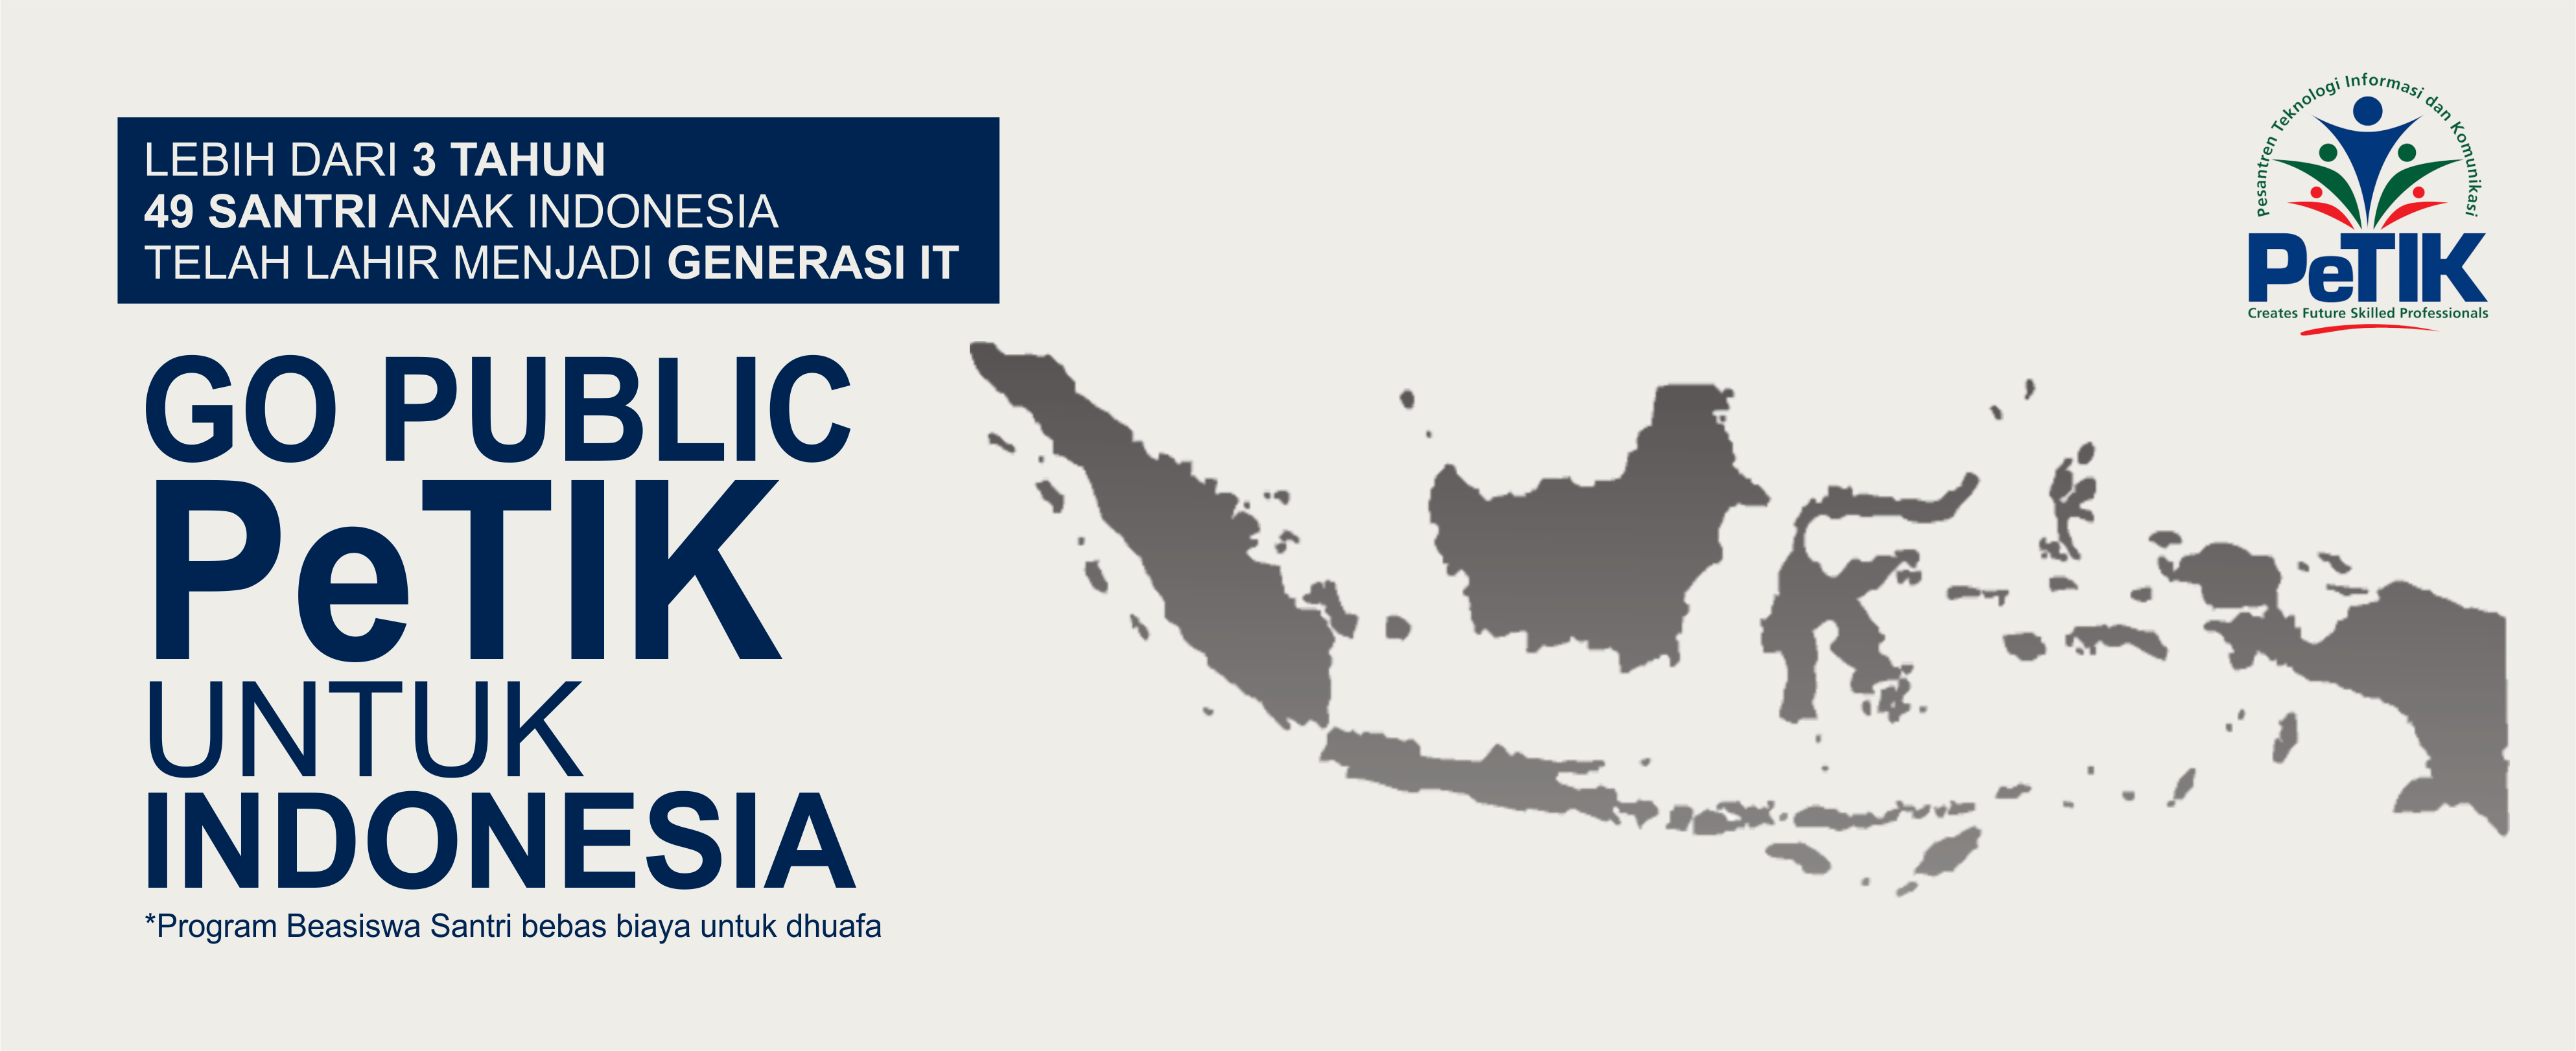 LEBIH DARI 3 TAHUN
49 SANTRI ANAK INDONESIA
TELAH LAHIR MENJADI GENERASI IT
GO PUBLIC
PeTIK
UNTUK
INDONESIA
*Program Beasiswa Santri bebas biaya untuk dhuafa
Pesantren Teknologi Informasi dan Komunikasi
PeTIK
Creates Future Skilled Professionals